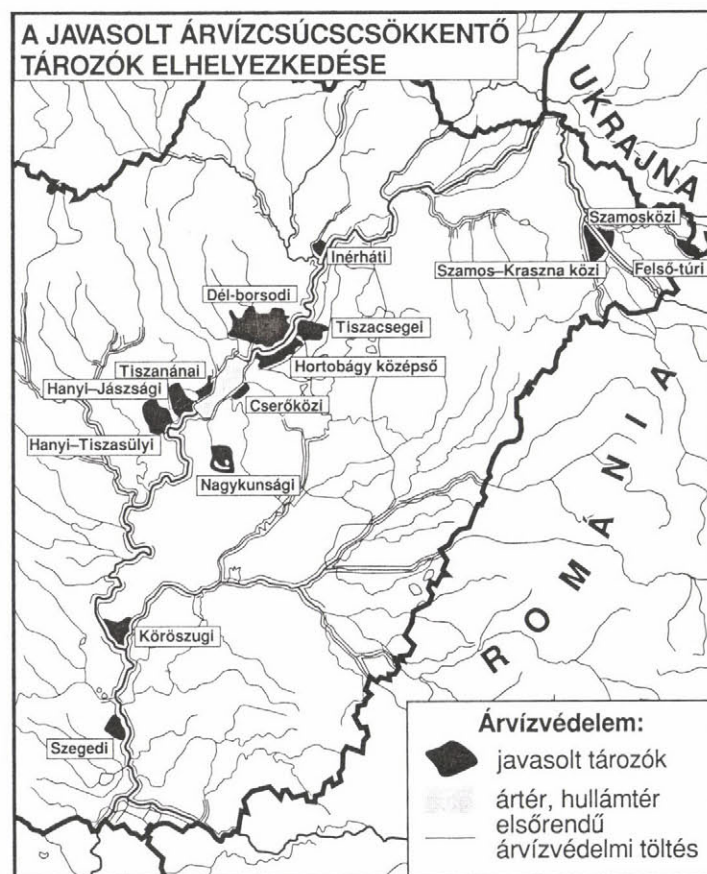 A JAVASOLT ÁRVÍZCSÚCSCSÖKKENTŐ
TÁROZÓK ELHELYEZKEDÉSE
UKRAJNA
Szamosközi
Inérháti
Szamos–Kraszna közi
Felső-túri
Dél-borsodi
Tiszacsegei
Tiszanánai
Hortobágy középső
Hanyi–Jászsági
Cserőközi
Hanyi–Tiszasülyi
Nagykunsági
ROMÁNIA
Köröszugi
Szegedi
Árvízvédelem:
javasolt tározók
ártér, hullámtér
elsőrendű
árvízvédelmi töltés